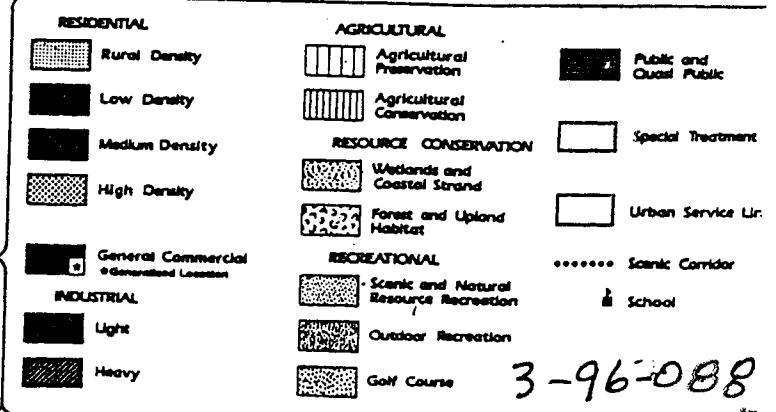 RESIDENTIAL
Rural Density
Low Density
Medium Density
High Density
General Commercial
*Generalized Location
INDUSTRIAL
Light
Heavy
AGRICULTURAL
Agricultural
Preservation
Agricultural
Conservation
RESOURCE CONSERVATION
Wetlands and
Coastal Strand
Forest and Upland
Habitat
RECREATIONAL
Scenic and Natural
Resource Recreation
Outdoor Recreation
Golf Course
Public and
Quasi Public
Special Treatment
Urban Service Lin
Scenic Corridor
School
3-96-088